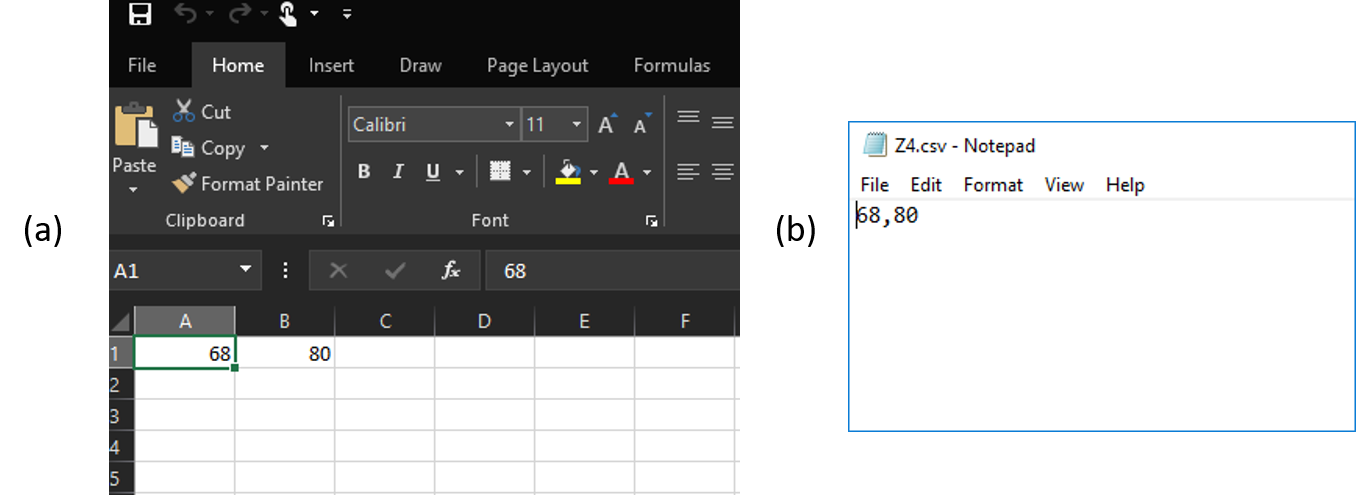 File Home Insert Draw Page Layout Formulas
Cut
Copy
Paste
Format Painter
Clipboard
Calibri 11
A A
B I U A
Font
(a)
A1 fx 68
A B C D E F
1 68 80
2
3
4
5
(b)
Z4.csv - Notepad
File Edit Format View Help
68,80